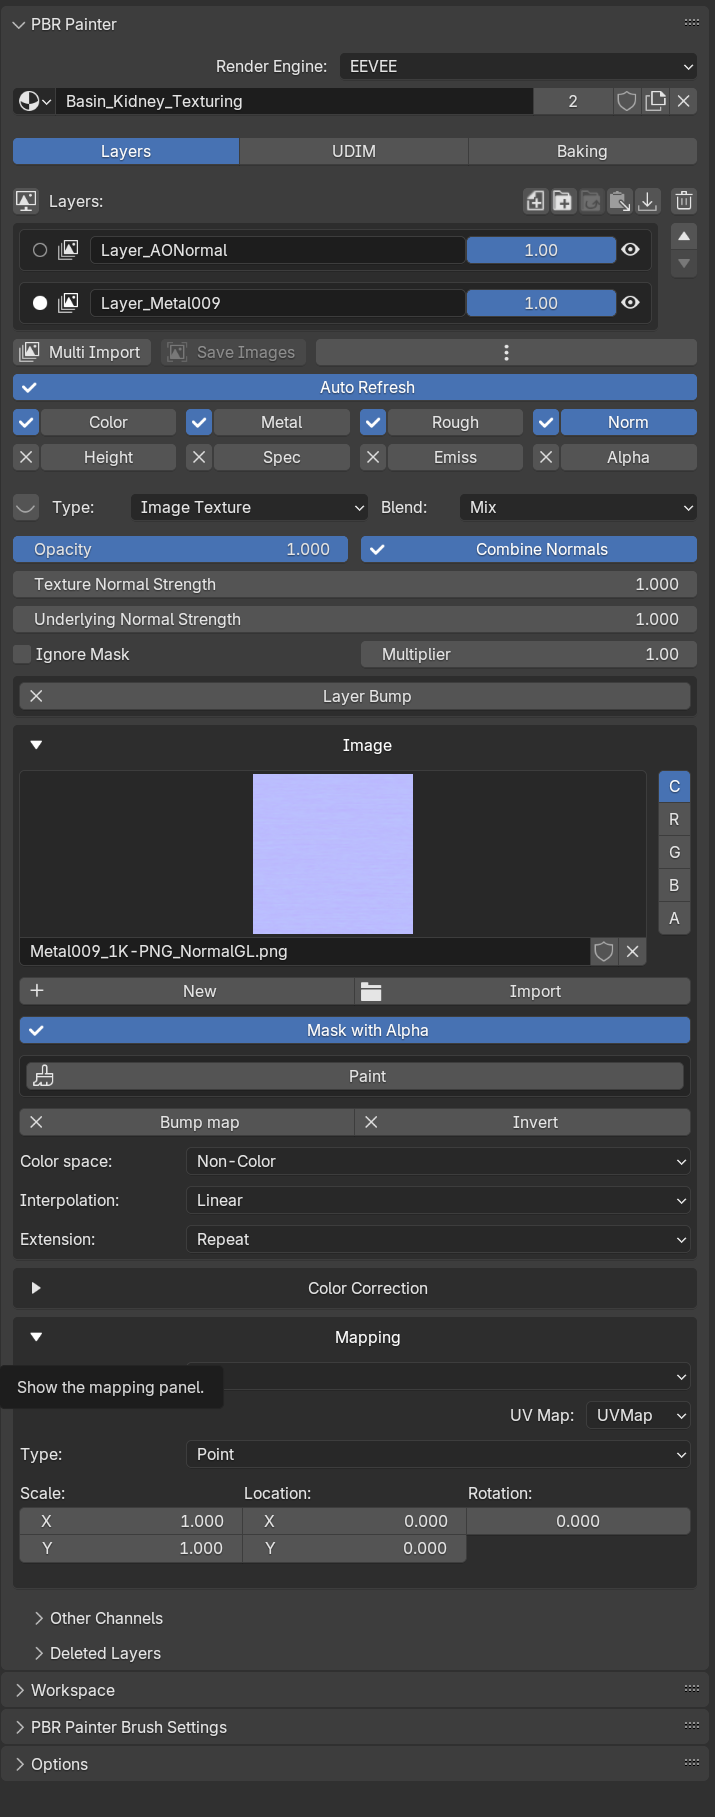 PBR Painter
Render Engine: EEVEE
Basin_Kidney_Texturing 2
Layers UDIM Baking
Layers:
Layer_AONormal 1.00
Layer_Metal009 1.00
Multi Import Save Images
Auto Refresh
Color Metal Rough Norm
Height Spec Emiss Alpha
Type: Image Texture Blend: Mix
Opacity 1.000 Combine Normals
Texture Normal Strength 1.000
Underlying Normal Strength 1.000
Ignore Mask Multiplier 1.00
Layer Bump
Image
C
R
G
B
A
Metal009_1K-PNG_NormalGL.png
New Import
Mask with Alpha
Paint
Bump map Invert
Color space: Non-Color
Interpolation: Linear
Extension: Repeat
Color Correction
Mapping
Show the mapping panel.
UV Map: UVMap
Type: Point
Scale: Location: Rotation:
X 1.000 X 0.000 0.000
Y 1.000 Y 0.000
Other Channels
Deleted Layers
Workspace
PBR Painter Brush Settings
Options